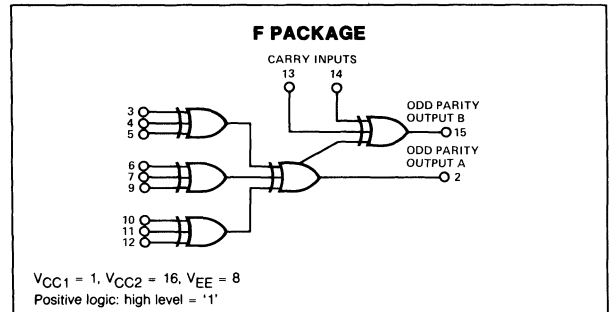 F PACKAGE
CARRY INPUTS
13 14
ODD PARITY
OUTPUT B
15
ODD PARITY
OUTPUT A
2
3
4
5
6
7
9
10
11
12
VCC1 = 1, VCC2 = 16, VEE = 8
Positive logic: high level = '1'